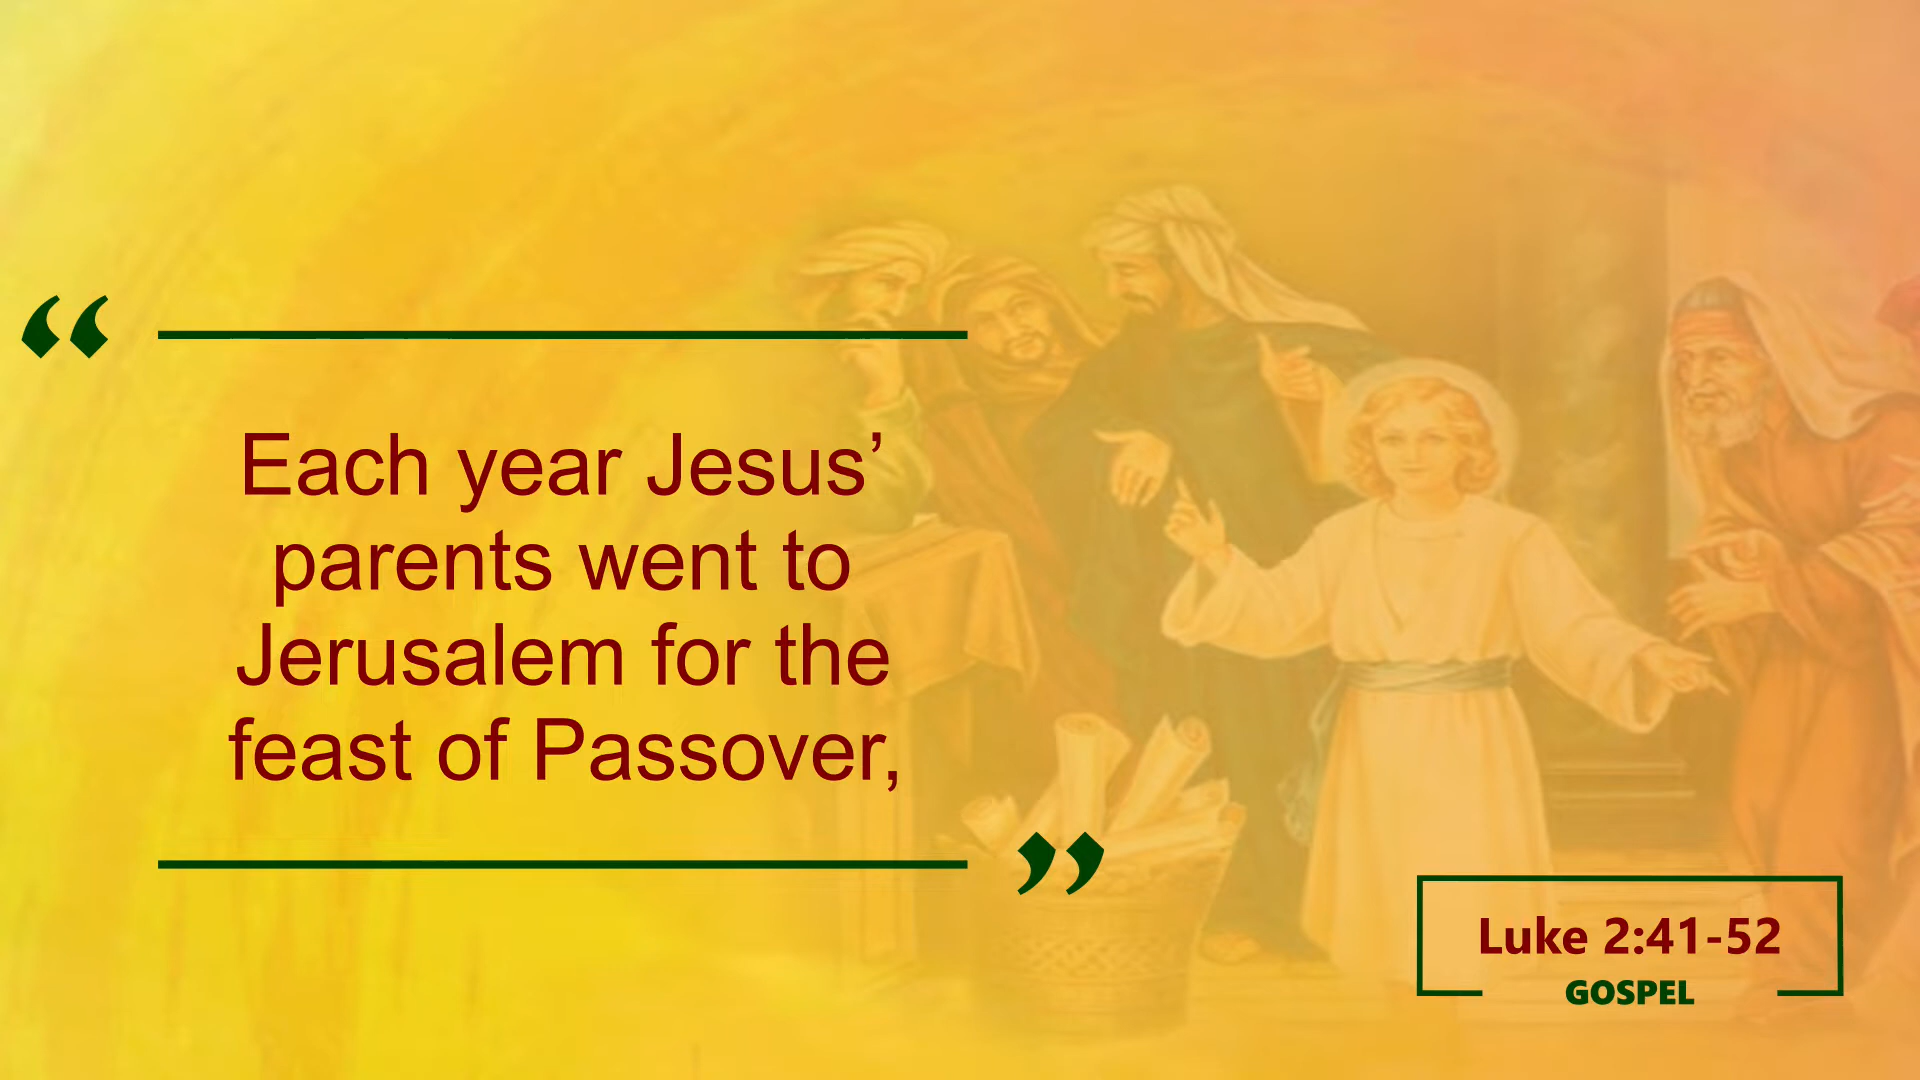 “
Each year Jesus’
parents went to
Jerusalem for the
feast of Passover,
”
Luke 2:41-52
GOSPEL